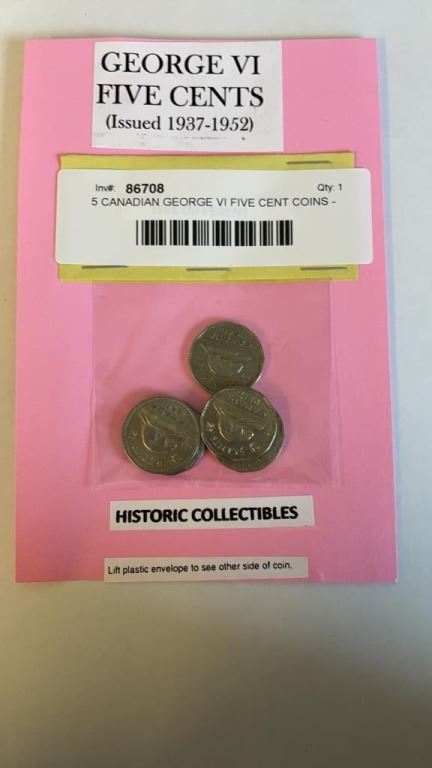 GEORGE VI
FIVE CENTS
(Issued 1937-1952)
Inv#: 86708 Qty: 1
5 CANADIAN GEORGE VI FIVE CENT COINS -
HISTORIC COLLECTIBLES
Lift plastic envelope to see other side of coin.